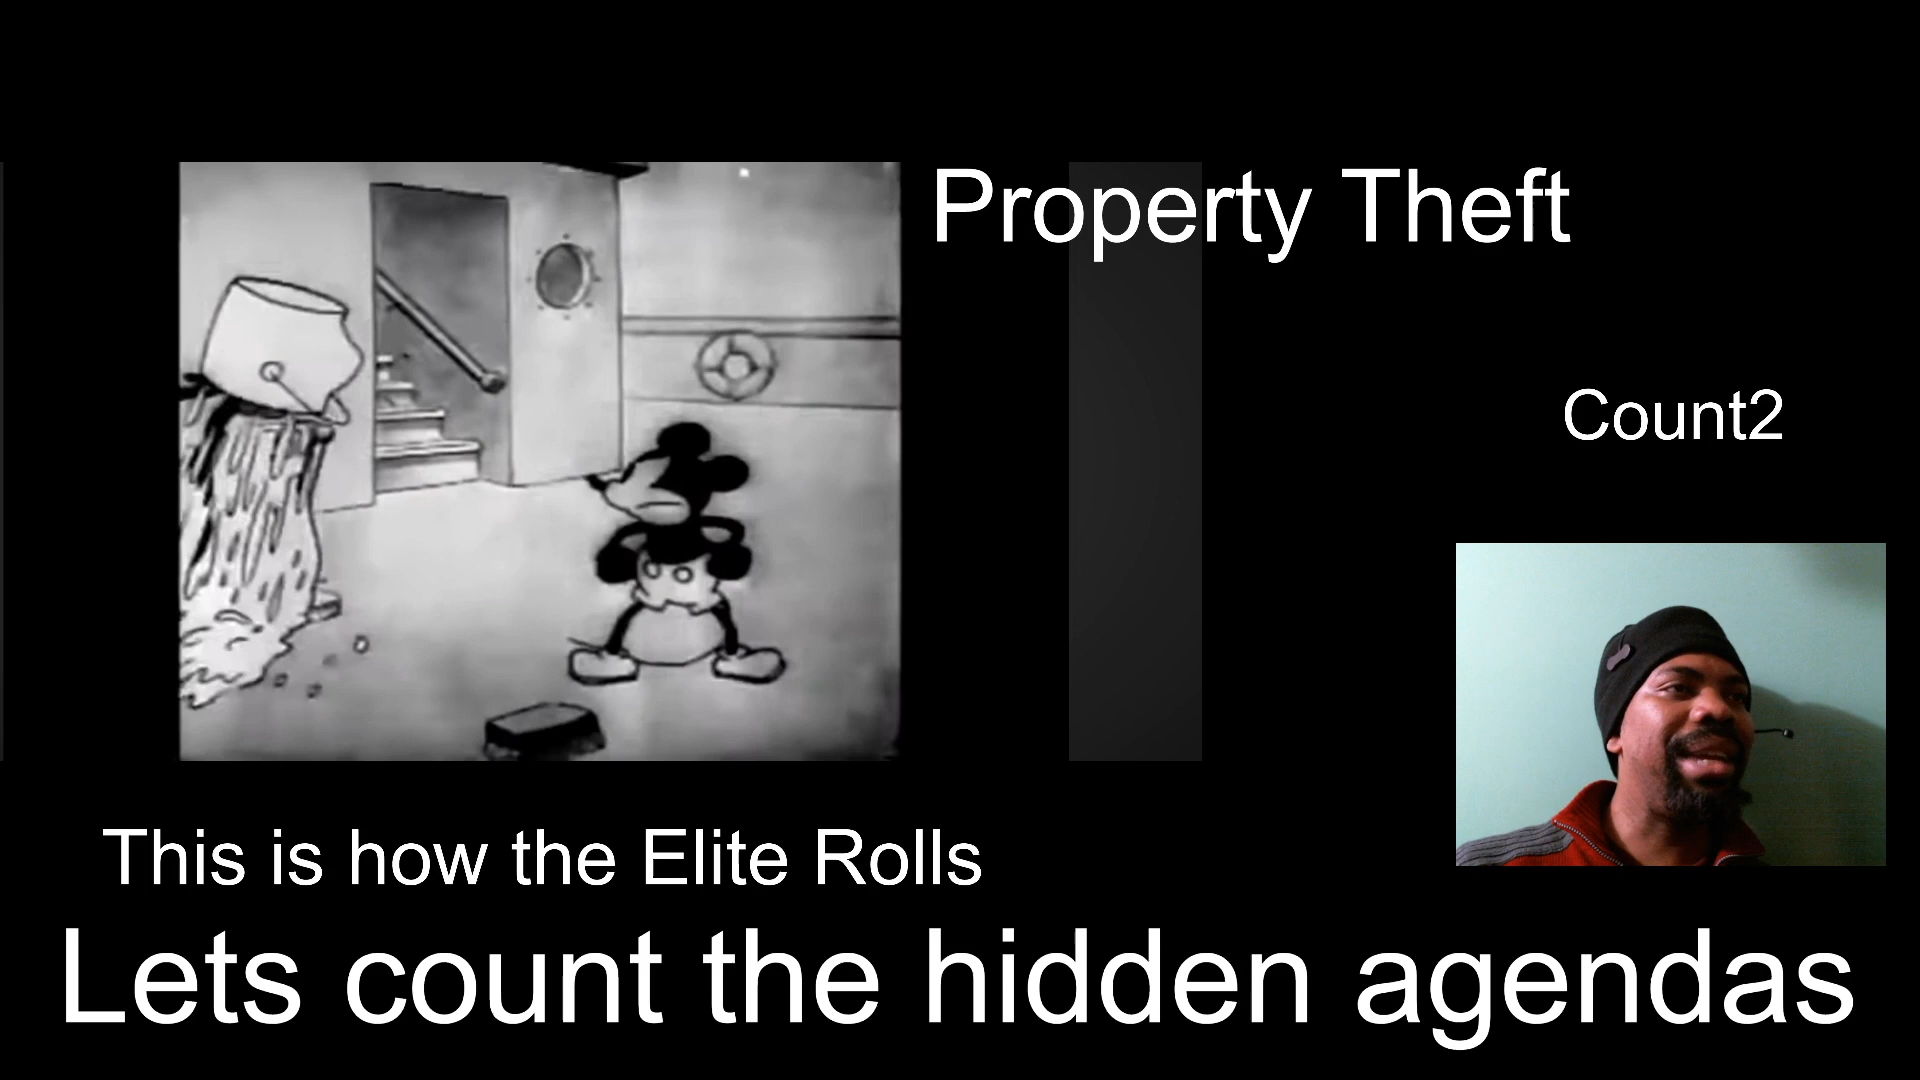 Property Theft
Count2
This is how the Elite Rolls
Lets count the hidden agendas